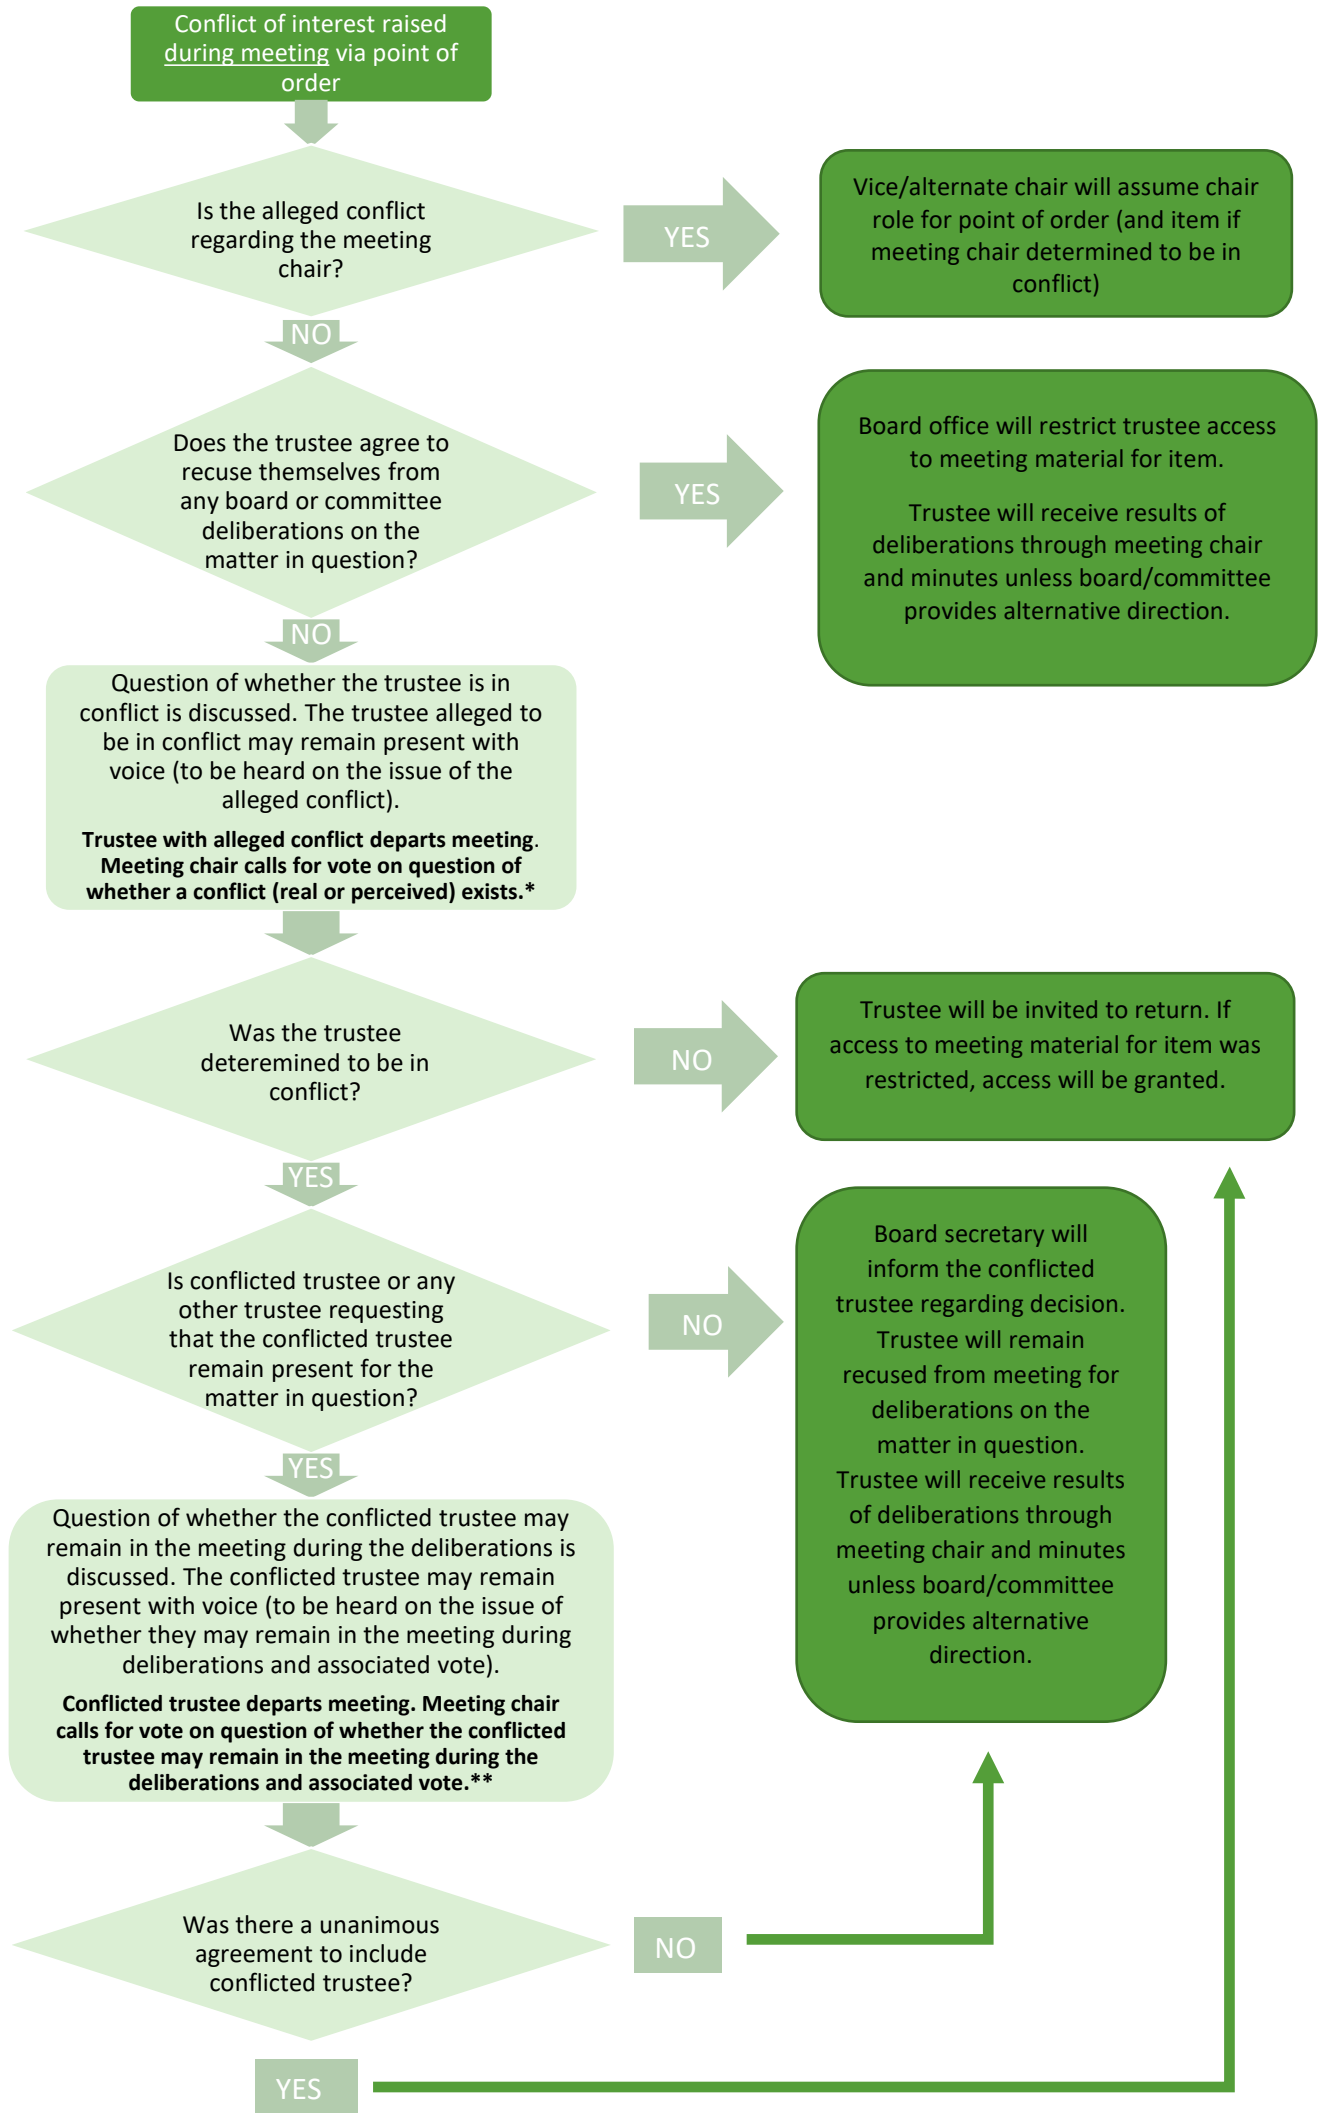 Conflict of interest raised
during meeting via point of
order
Is the alleged conflict
regarding the meeting
chair?
YES
Vice/alternate chair will assume chair
role for point of order (and item if
meeting chair determined to be in
conflict)
NO
Does the trustee agree to
recuse themselves from
any board or committee
deliberations on the
matter in question?
YES
Board office will restrict trustee access
to meeting material for item.
Trustee will receive results of
deliberations through meeting chair
and minutes unless board/committee
provides alternative direction.
NO
Question of whether the trustee is in
conflict is discussed. The trustee alleged to
be in conflict may remain present with
voice (to be heard on the issue of the
alleged conflict).
Trustee with alleged conflict departs meeting.
Meeting chair calls for vote on question of
whether a conflict (real or perceived) exists.*
Was the trustee
deteremined to be in
conflict?
NO
Trustee will be invited to return. If
access to meeting material for item was
restricted, access will be granted.
YES
Is conflicted trustee or any
other trustee requesting
that the conflicted trustee
remain present for the
matter in question?
NO
Board secretary will
inform the conflicted
trustee regarding decision.
Trustee will remain
recused from meeting for
deliberations on the
matter in question.
Trustee will receive results
of deliberations through
meeting chair and minutes
unless board/committee
provides alternative
direction.
YES
Question of whether the conflicted trustee may
remain in the meeting during the deliberations is
discussed. The conflicted trustee may remain
present with voice (to be heard on the issue of
whether they may remain in the meeting during
deliberations and associated vote).
Conflicted trustee departs meeting. Meeting chair
calls for vote on question of whether the conflicted
trustee may remain in the meeting during the
deliberations and associated vote.**
Was there a unanimous
agreement to include
conflicted trustee?
NO
YES